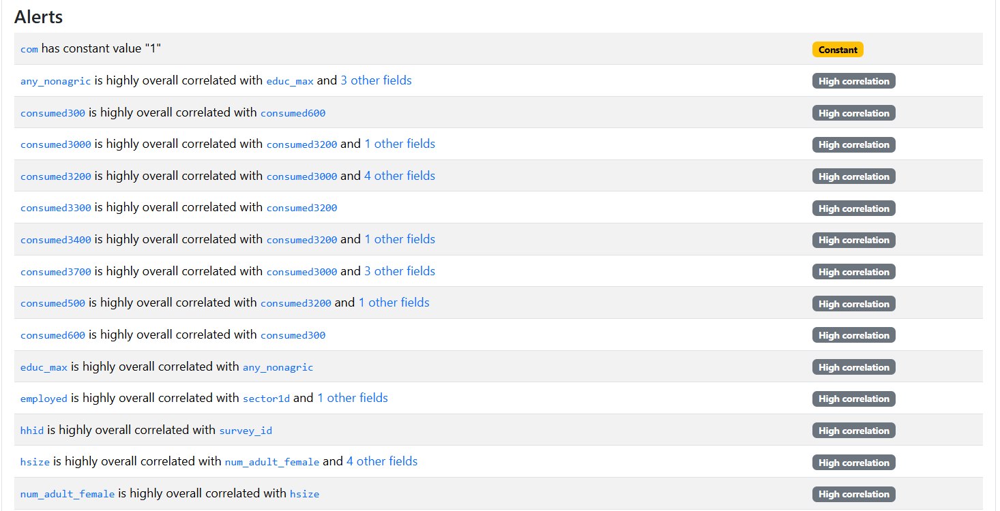 Alerts
com has constant value "1" Constant
any_nonagric is highly overall correlated with educ_max and 3 other fields High correlation
consumed300 is highly overall correlated with consumed600 High correlation
consumed3000 is highly overall correlated with consumed3200 and 1 other fields High correlation
consumed3200 is highly overall correlated with consumed3000 and 4 other fields High correlation
consumed3300 is highly overall correlated with consumed3200 High correlation
consumed3400 is highly overall correlated with consumed3200 and 1 other fields High correlation
consumed3700 is highly overall correlated with consumed3000 and 3 other fields High correlation
consumed500 is highly overall correlated with consumed3200 and 1 other fields High correlation
consumed600 is highly overall correlated with consumed300 High correlation
educ_max is highly overall correlated with any_nonagric High correlation
employed is highly overall correlated with sector1d and 1 other fields High correlation
hhid is highly overall correlated with survey_id High correlation
hsize is highly overall correlated with num_adult_female and 4 other fields High correlation
num_adult_female is highly overall correlated with hsize High correlation